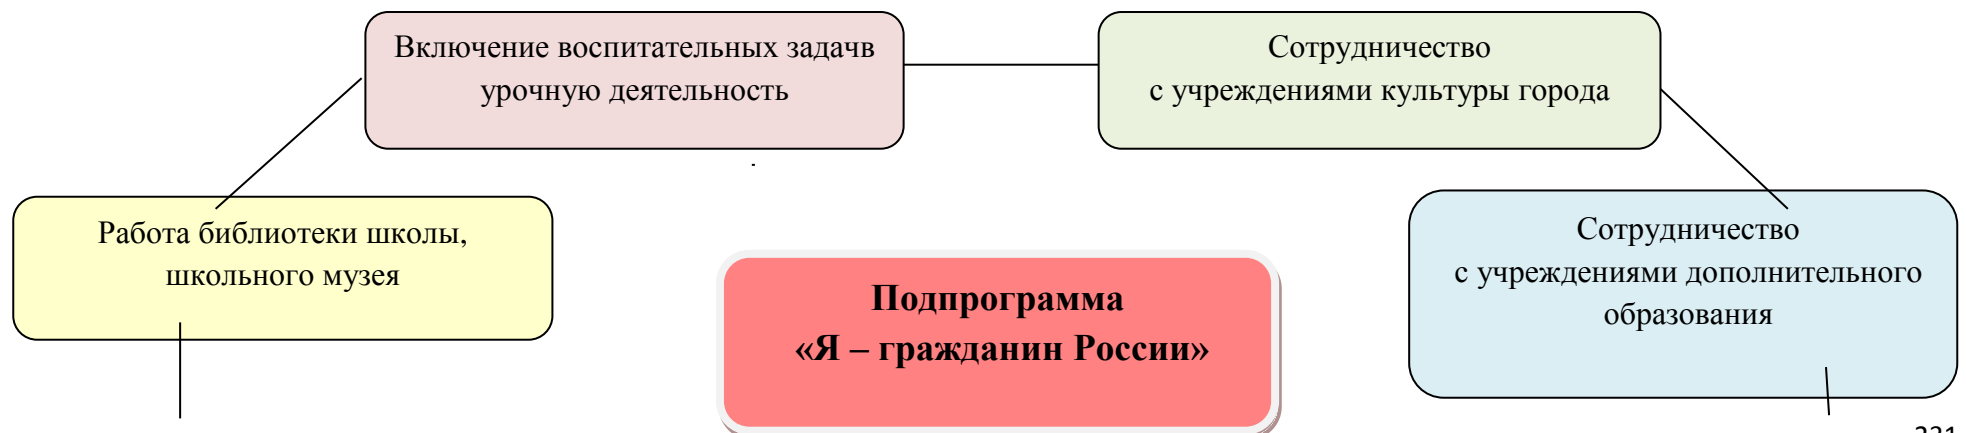 Включение воспитательных задачв
урочную деятельность
Сотрудничество
с учреждениями культуры города
Работа библиотеки школы,
школьного музея
Подпрограмма
«Я – гражданин России»
Сотрудничество
с учреждениями дополнительного
образования